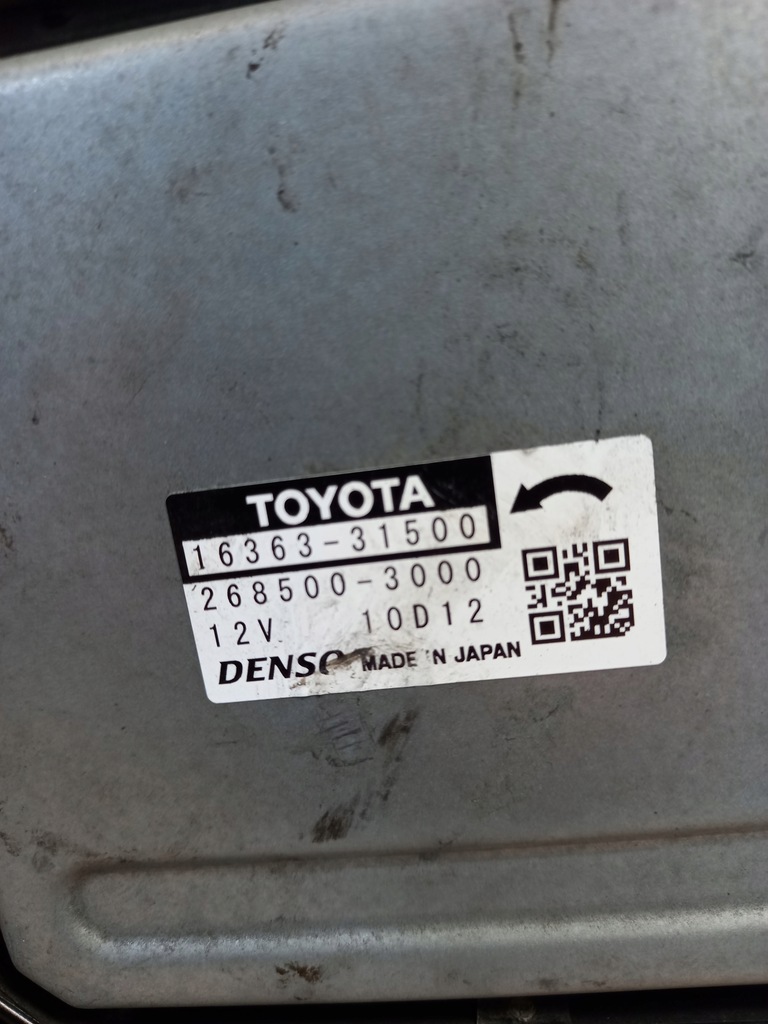 TOYOTA
16363-31500
268500-3000
12V 10D12
DENSO MADE IN JAPAN